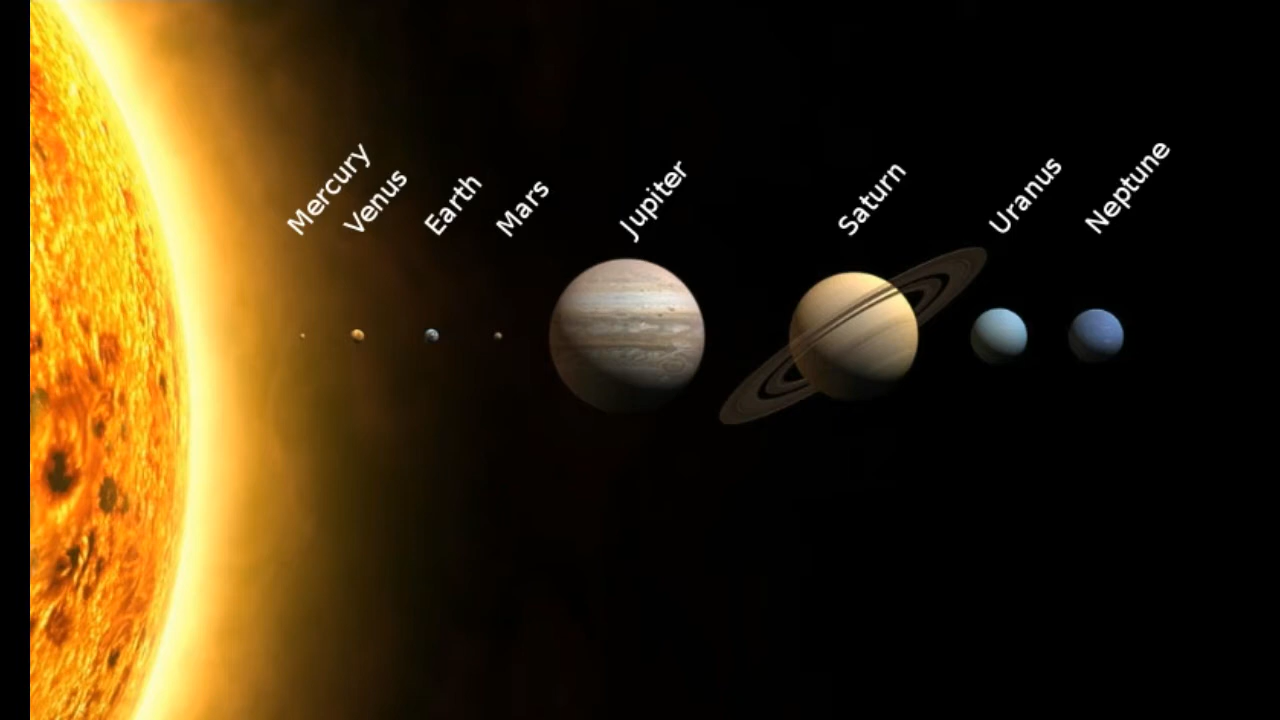 Mercury
Venus
Earth
Mars
Jupiter
Saturn
Uranus
Neptune